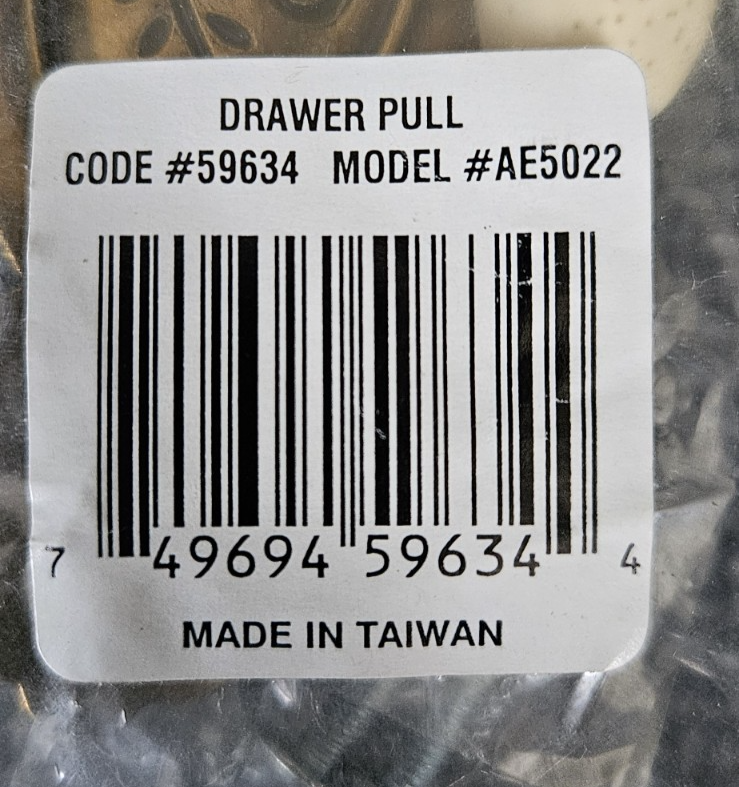 DRAWER PULL
CODE #59634 MODEL #AE5022
7 49694 59634 4
MADE IN TAIWAN